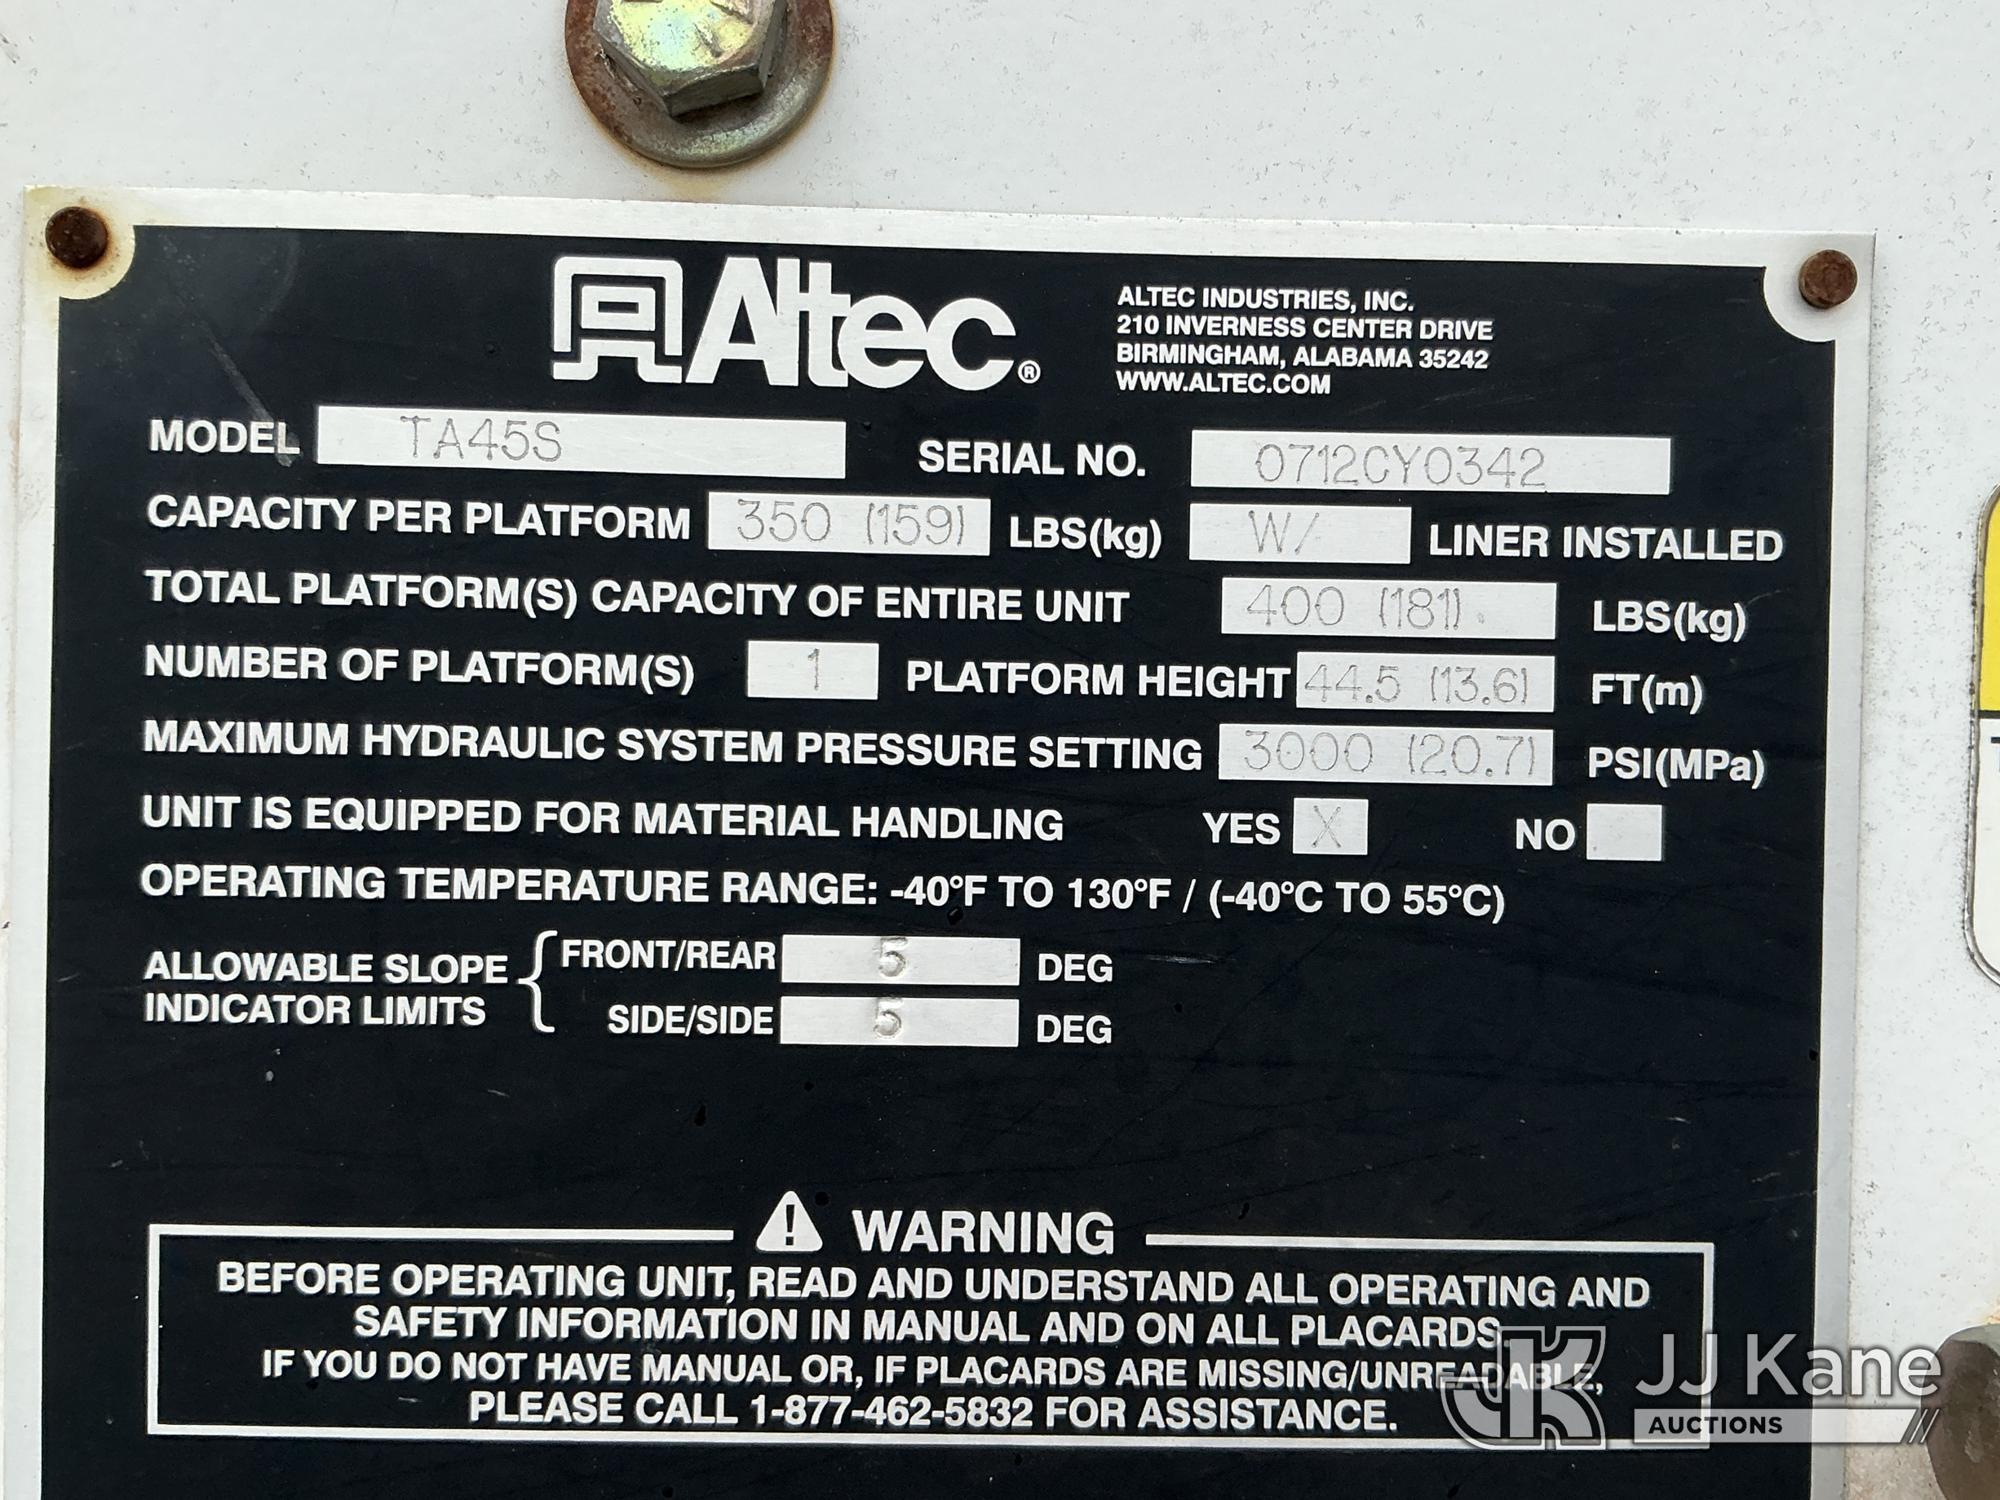 Altec®
ALTEC INDUSTRIES, INC.
210 INVERNESS CENTER DRIVE
BIRMINGHAM, ALABAMA 35242
WWW.ALTEC.COM
MODEL TA45S SERIAL NO. 0712CY0342
CAPACITY PER PLATFORM 350 (159) LBS(kg) W/ LINER INSTALLED
TOTAL PLATFORM(S) CAPACITY OF ENTIRE UNIT 400 (181). LBS(kg)
NUMBER OF PLATFORM(S) 1 PLATFORM HEIGHT 44.5 (13.6) FT(m)
MAXIMUM HYDRAULIC SYSTEM PRESSURE SETTING 3000 (20.7) PSI(MPa)
UNIT IS EQUIPPED FOR MATERIAL HANDLING YES X NO
OPERATING TEMPERATURE RANGE: -40°F TO 130°F / (-40°C TO 55°C)
ALLOWABLE SLOPE INDICATOR LIMITS { FRONT/REAR 5 DEG
SIDE/SIDE 5 DEG
WARNING
BEFORE OPERATING UNIT, READ AND UNDERSTAND ALL OPERATING AND
SAFETY INFORMATION IN MANUAL AND ON ALL PLACARDS.
IF YOU DO NOT HAVE MANUAL OR, IF PLACARDS ARE MISSING/UNREADABLE,
PLEASE CALL 1-877-462-5832 FOR ASSISTANCE.
JK JJ Kane
AUCTIONS